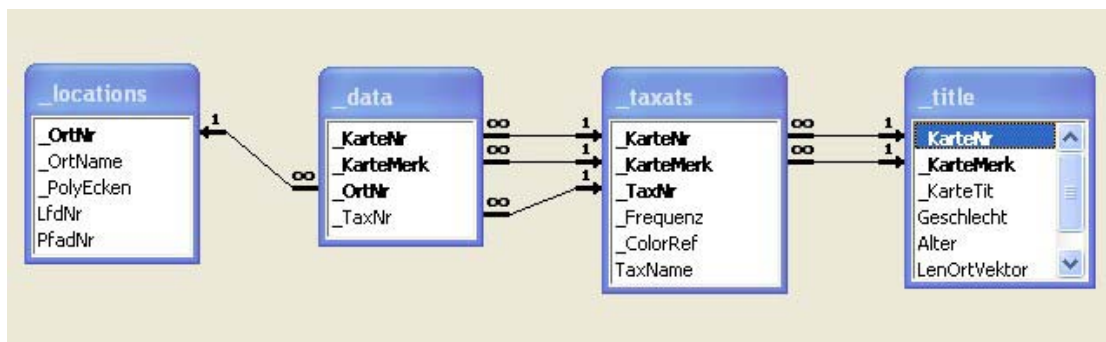 _locations
_OrtNr
_OrtName
_PolyEcken
LfdNr
PfadNr
1
∞
_data
_KarteNr
_KarteMerk
_OrtNr
_TaxNr
∞ 1
∞ 1
∞ 1
_taxats
_KarteNr
_KarteMerk
_TaxNr
_Frequenz
_ColorRef
TaxName
∞ 1
∞ 1
_title
_KarteNr
_KarteMerk
_KarteTit
Geschlecht
Alter
LenOrtVektor